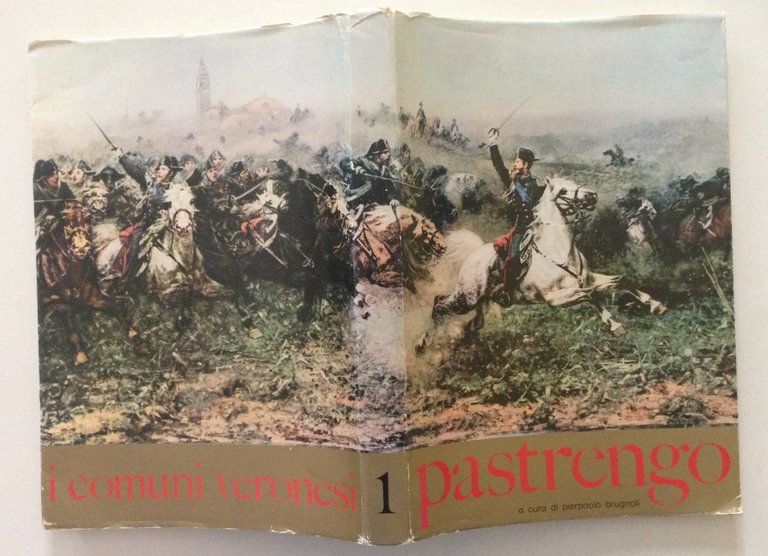 i comuni veronesi
1
pastrengo
a cura di pierpaolo brugnoli